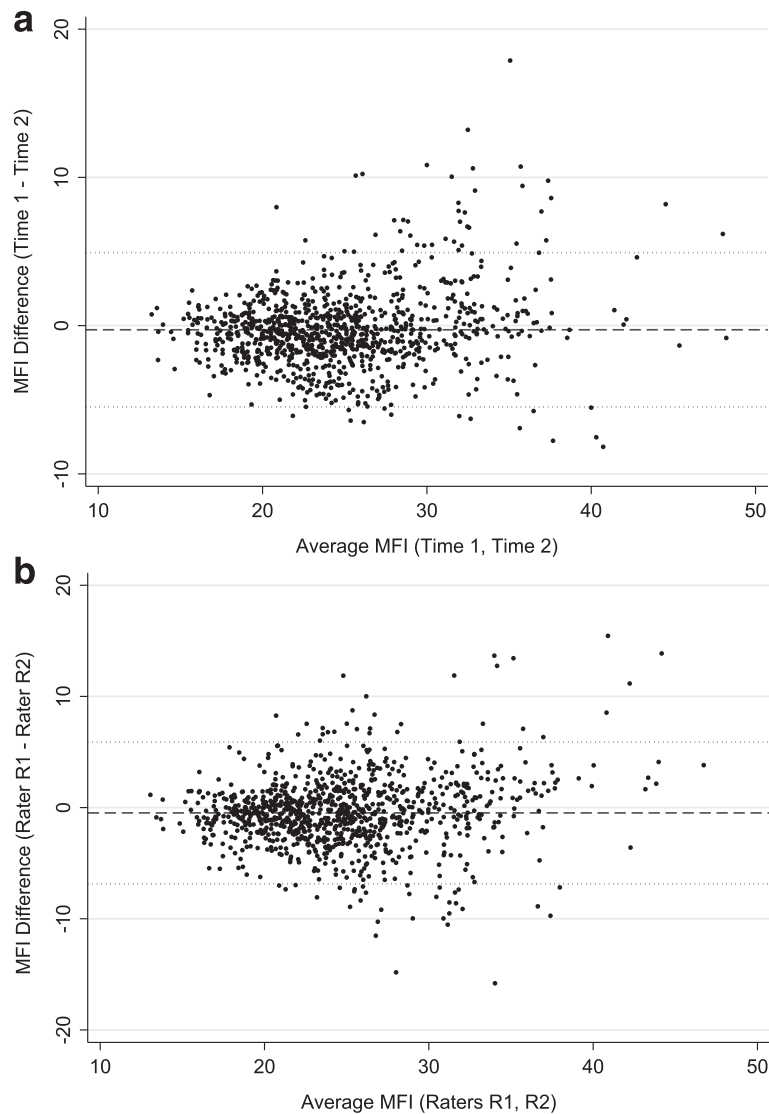 a
MFI Difference (Time 1 - Time 2)
20
10
0
-10
10 20 30 40 50
Average MFI (Time 1, Time 2)
b
MFI Difference (Rater R1 - Rater R2)
20
10
0
-10
-20
10 20 30 40 50
Average MFI (Raters R1, R2)